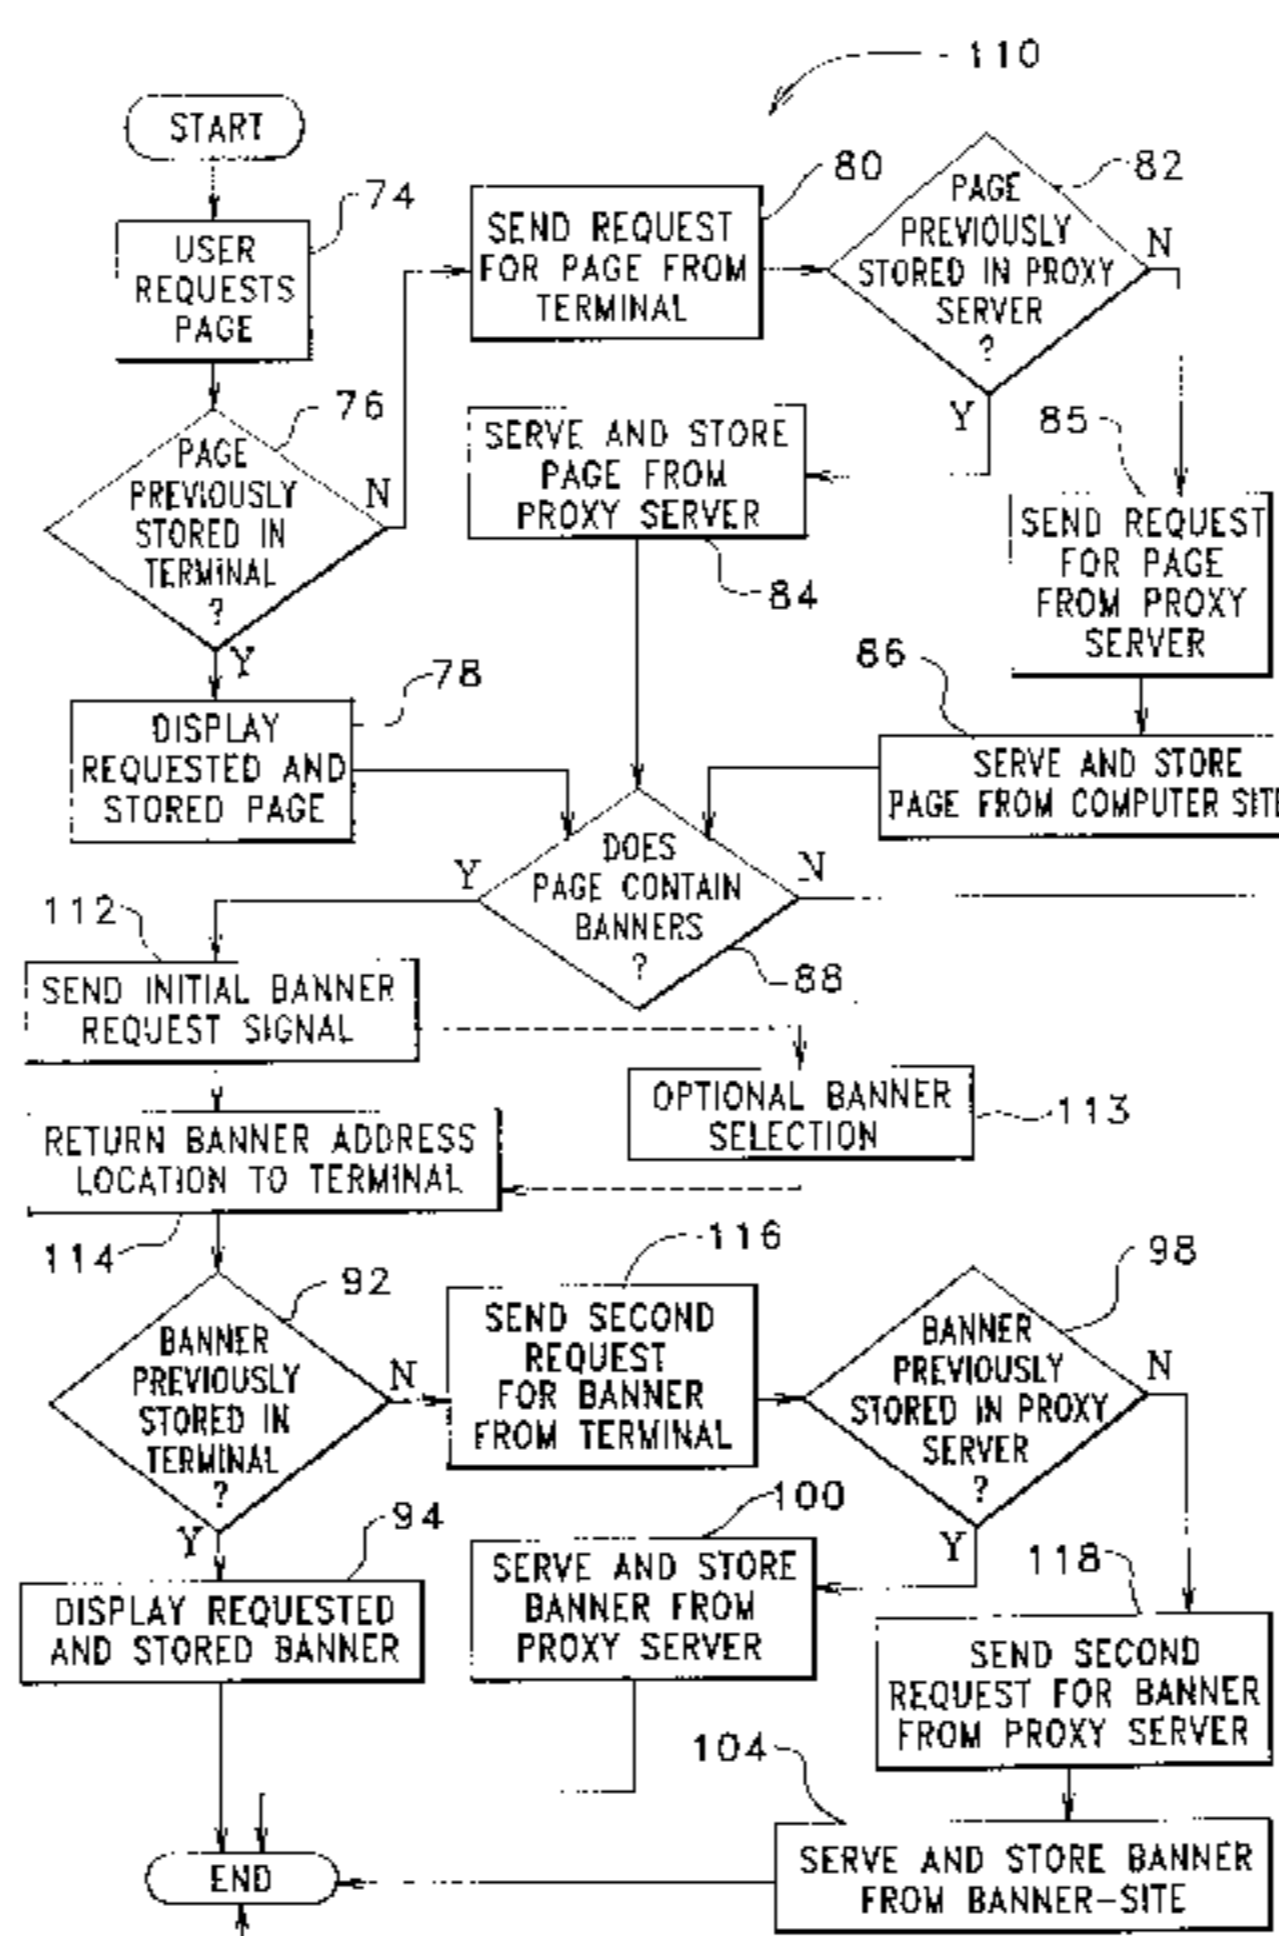 110
START
74
USER
REQUESTS
PAGE
80
SEND REQUEST
FOR PAGE FROM
TERMINAL
82
PAGE
PREVIOUSLY
STORED IN PROXY
SERVER
?
N
Y
76
PAGE
PREVIOUSLY
STORED IN
TERMINAL
?
N
Y
SERVE AND STORE
PAGE FROM
PROXY SERVER
84
85
SEND REQUEST
FOR PAGE
FROM PROXY
SERVER
78
DISPLAY
REQUESTED AND
STORED PAGE
86
SERVE AND STORE
PAGE FROM COMPUTER SITE
DOES
PAGE CONTAIN
BANNERS
?
Y
N
88
112
SEND INITIAL BANNER
REQUEST SIGNAL
OPTIONAL BANNER
SELECTION
113
RETURN BANNER ADDRESS
LOCATION TO TERMINAL
114
92
BANNER
PREVIOUSLY
STORED IN
TERMINAL
?
N
Y
116
SEND SECOND
REQUEST
FOR BANNER
FROM TERMINAL
98
BANNER
PREVIOUSLY
STORED IN PROXY
SERVER
?
N
Y
94
DISPLAY REQUESTED
AND STORED BANNER
100
SERVE AND STORE
BANNER FROM
PROXY SERVER
118
SEND SECOND
REQUEST FOR BANNER
FROM PROXY SERVER
104
SERVE AND STORE BANNER
FROM BANNER-SITE
END